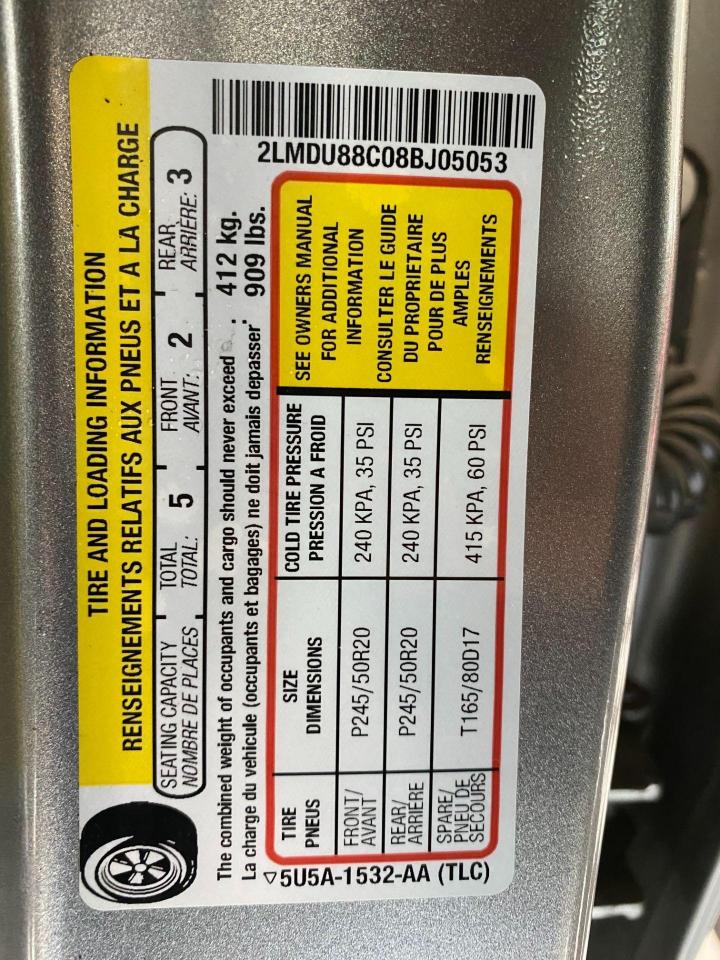 TIRE AND LOADING INFORMATION
RENSEIGNEMENTS RELATIFS AUX PNEUS ET A LA CHARGE
SEATING CAPACITY TOTAL 5 FRONT 2 REAR 3
NOMBRE DE PLACES TOTAL: AVANT: ARRIÈRE:
The combined weight of occupants and cargo should never exceed : 412 kg.
La charge du vehicule (occupants et bagages) ne doit jamais depasser: 909 lbs.
TIRE SIZE COLD TIRE PRESSURE
PNEUS DIMENSIONS PRESSION A FROID
FRONT/
AVANT P245/50R20 240 KPA, 35 PSI
REAR/
ARRIERE P245/50R20 240 KPA, 35 PSI
SPARE/
PNEU DE
SECOURS T165/80D17 415 KPA, 60 PSI
SEE OWNERS MANUAL
FOR ADDITIONAL
INFORMATION
CONSULTER LE GUIDE
DU PROPRIETAIRE
POUR DE PLUS
AMPLES
RENSEIGNEMENTS
5U5A-1532-AA (TLC)
2LMDU88C08BJ05053